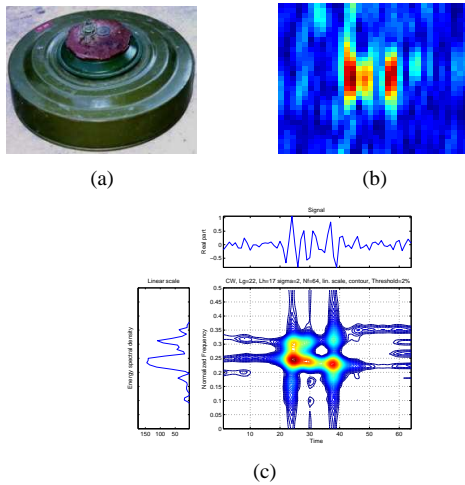 (a)
(b)
Signal
Real part
1
0.5
0
-0.5
Linear scale
CW, Lg=22, Lh=17 sigma=2, Nf=64, lin. scale, contour, Threshold=2%
Energy spectral density
Normalized Frequency
0.5
0.45
0.4
0.35
0.3
0.25
0.2
0.15
0.1
0.05
0
150 100 50
10 20 30 40 50 60
Time
(c)